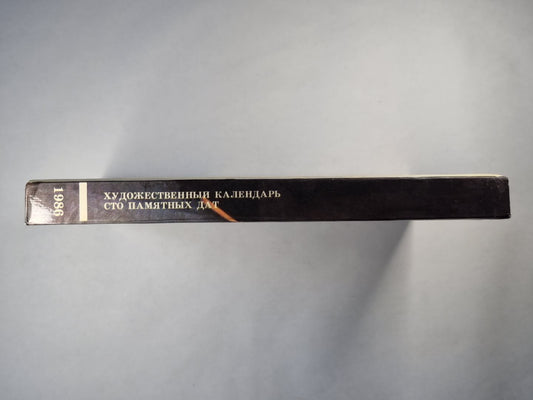 1986
ХУДОЖЕСТВЕННЫЙ КАЛЕНДАРЬ
СТО ПАМЯТНЫХ ДАТ